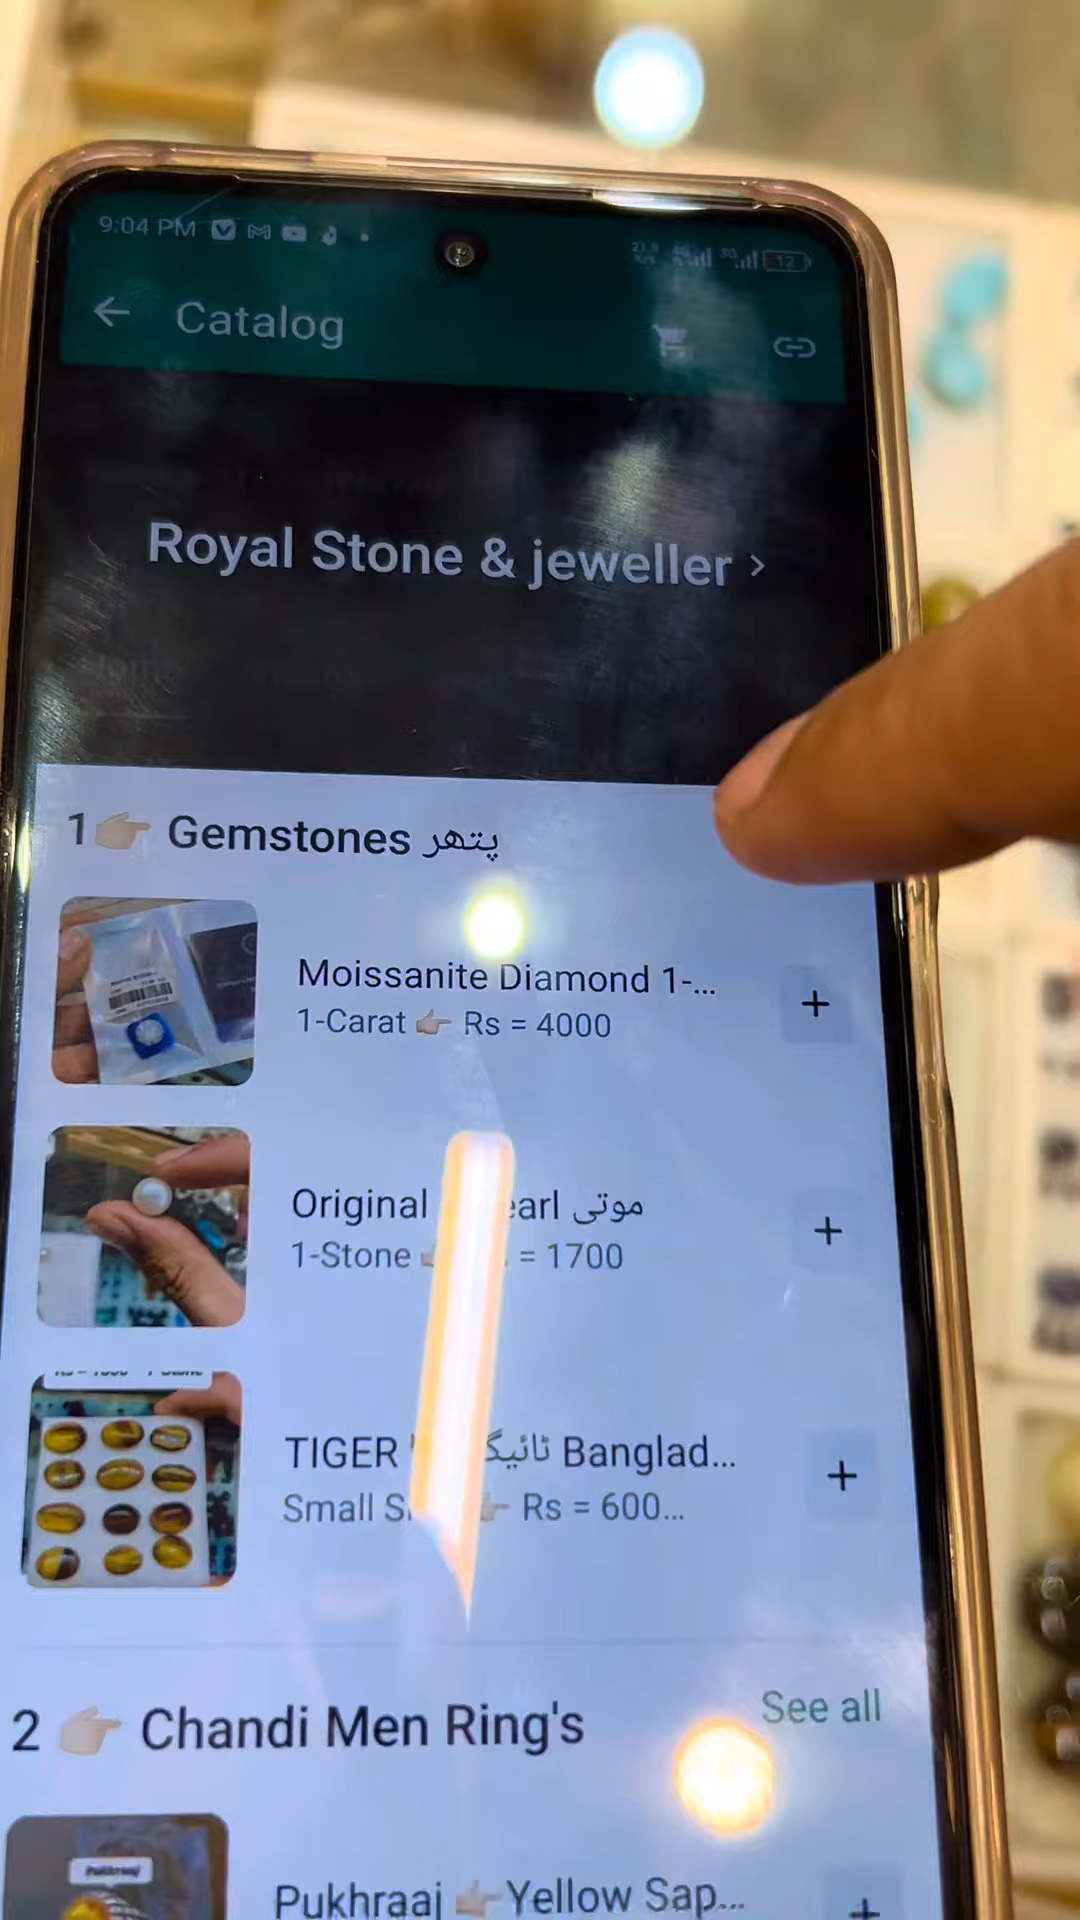 9:04 PM
12
Catalog
Royal Stone & jeweller >
1👉 Gemstones پتھر
Moissanite Diamond 1-...
1-Carat 👉 Rs = 4000
+
Original earl موتی
1-Stone = 1700
+
TIGER ٹائیگ Banglad...
Small S Rs = 600...
+
2 👉 Chandi Men Ring's
See all
Pukhraaj
Pukhraaj 👉 Yellow Sap...
+